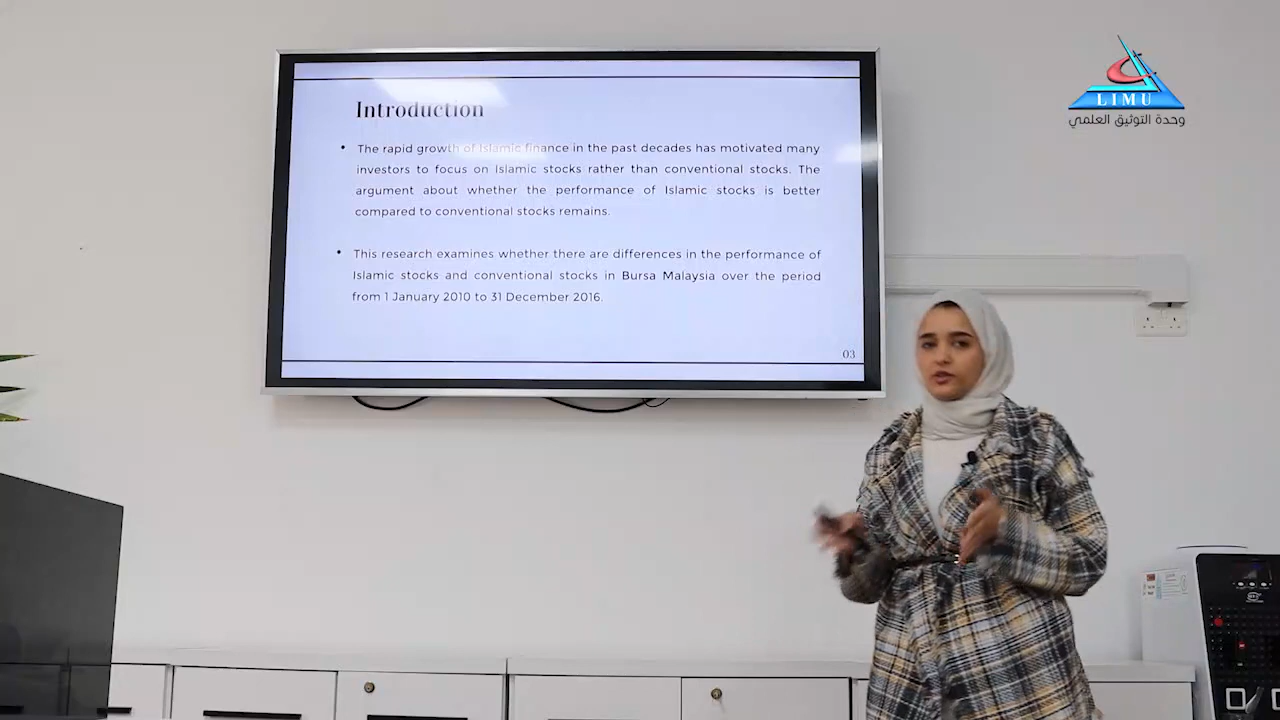 Introduction
• The rapid growth of Islamic finance in the past decades has motivated many
investors to focus on Islamic stocks rather than conventional stocks. The
argument about whether the performance of Islamic stocks is better
compared to conventional stocks remains.
• This research examines whether there are differences in the performance of
Islamic stocks and conventional stocks in Bursa Malaysia over the period
from 1 January 2010 to 31 December 2016.
03
LIMU
وحدة التوثيق العلمي